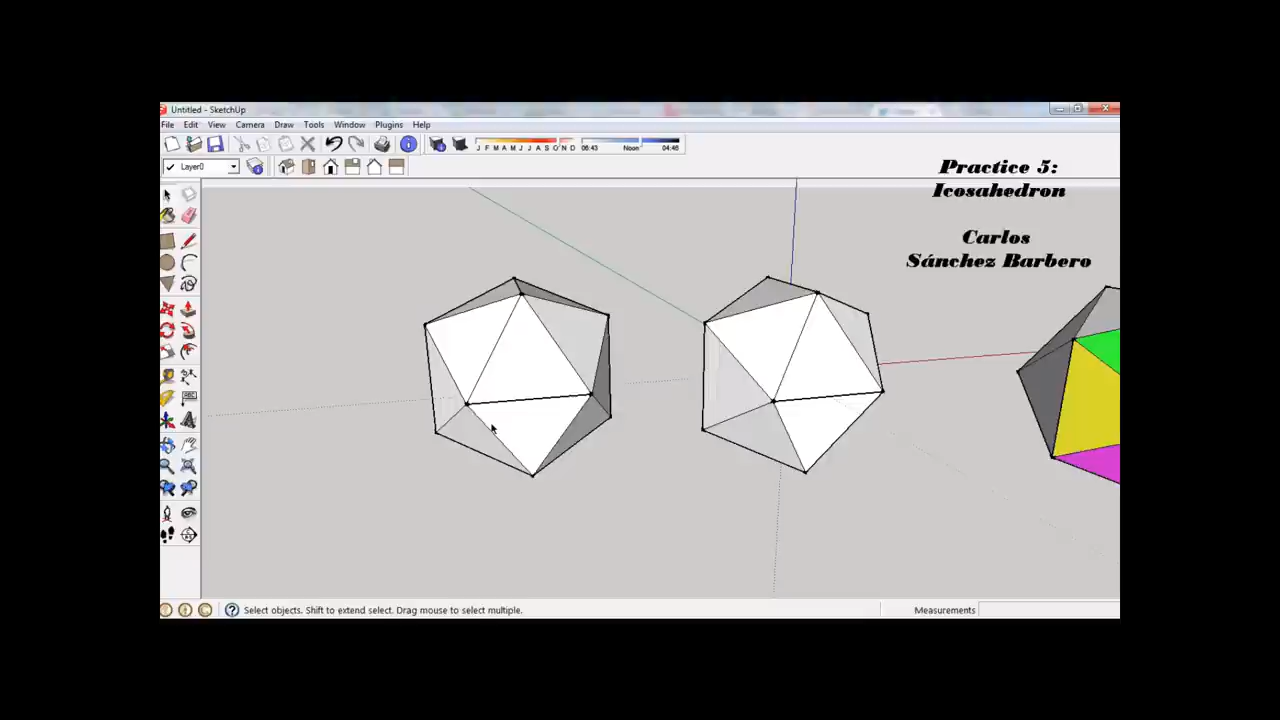 Untitled - SketchUp
File Edit View Camera Draw Tools Window Plugins Help
J F M A M J J A S O N D 06:43 Noon 04:46
Layer0
Practice 5:
Icosahedron
Carlos
Sánchez Barbero
ABC
Select objects. Shift to extend select. Drag mouse to select multiple.
Measurements